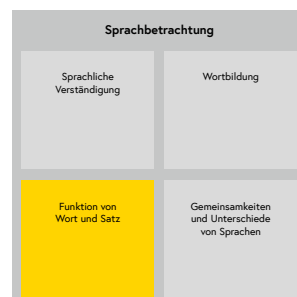 Sprachbetrachtung
Sprachliche
Verständigung
Wortbildung
Funktion von
Wort und Satz
Gemeinsamkeiten
und Unterschiede
von Sprachen